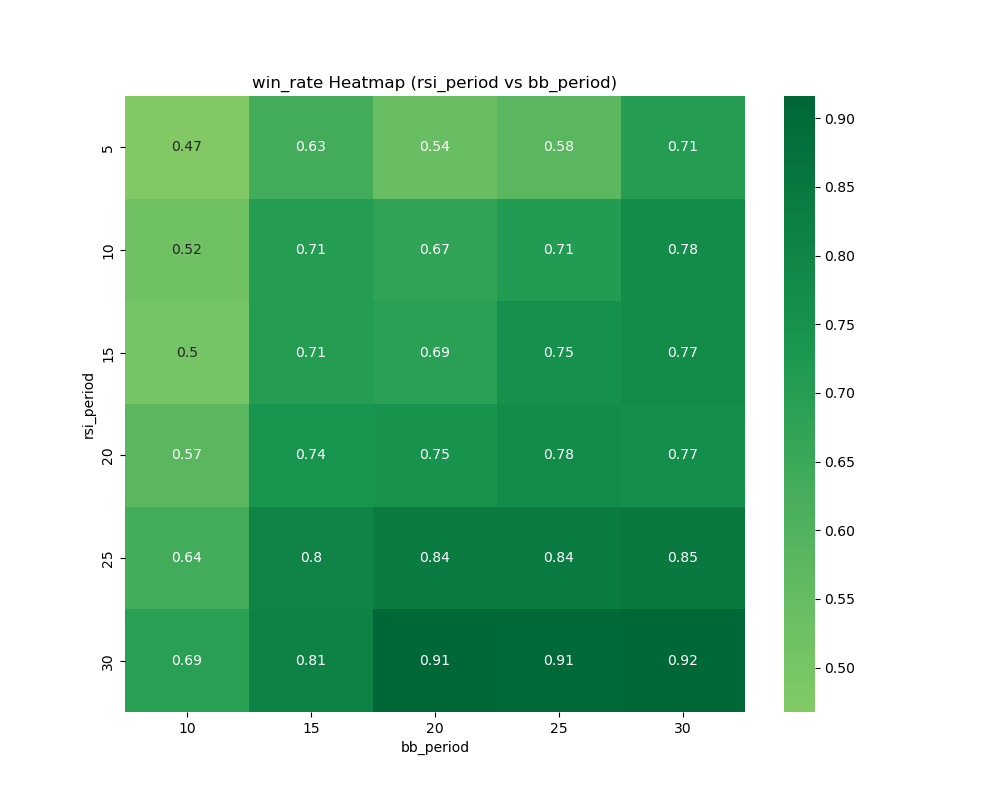 win_rate Heatmap (rsi_period vs bb_period)
5 0.47 0.63 0.54 0.58 0.71
10 0.52 0.71 0.67 0.71 0.78
15 0.5 0.71 0.69 0.75 0.77
20 0.57 0.74 0.75 0.78 0.77
25 0.64 0.8 0.84 0.84 0.85
30 0.69 0.81 0.91 0.91 0.92
rsi_period
10 15 20 25 30
bb_period
0.90
0.85
0.80
0.75
0.70
0.65
0.60
0.55
0.50